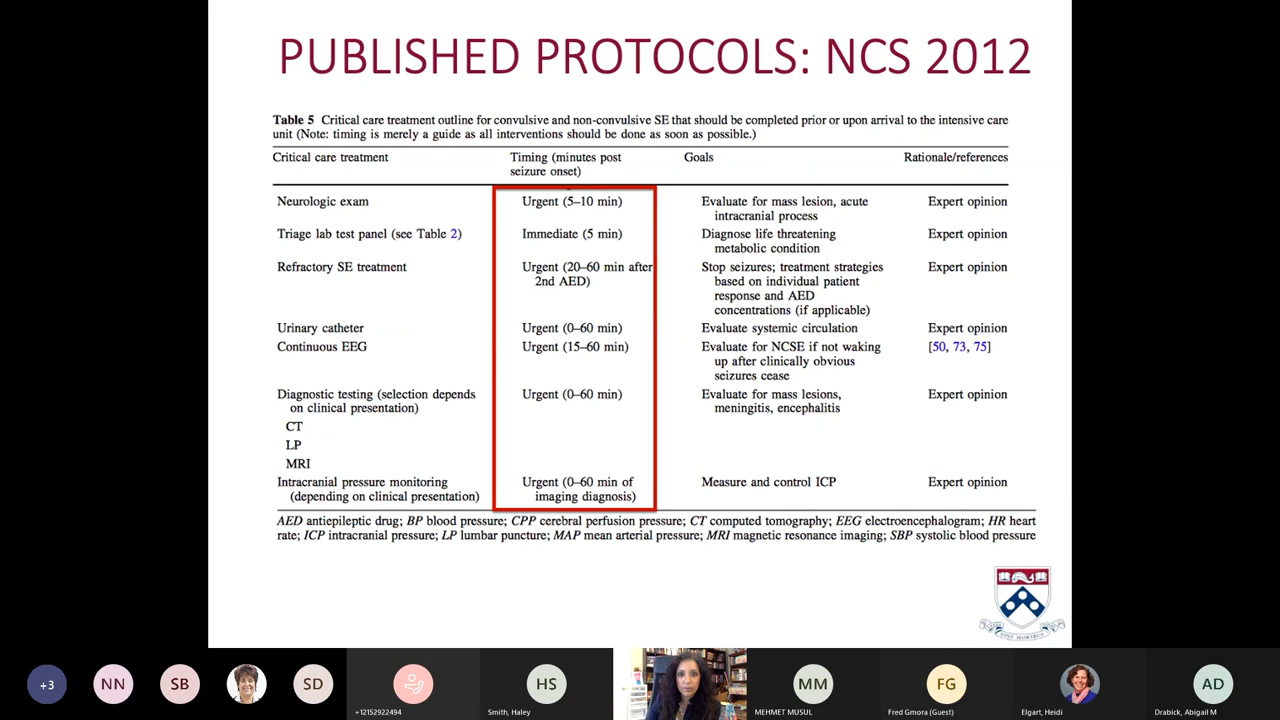 PUBLISHED PROTOCOLS: NCS 2012
Table 5 Critical care treatment outline for convulsive and non-convulsive SE that should be completed prior or upon arrival to the intensive care
unit (Note: timing is merely a guide as all interventions should be done as soon as possible.)
Critical care treatment
Timing (minutes post
seizure onset)
Goals
Rationale/references
Neurologic exam
Urgent (5–10 min)
Evaluate for mass lesion, acute
intracranial process
Expert opinion
Triage lab test panel (see Table 2)
Immediate (5 min)
Diagnose life threatening
metabolic condition
Expert opinion
Refractory SE treatment
Urgent (20–60 min after
2nd AED)
Stop seizures; treatment strategies
based on individual patient
response and AED
concentrations (if applicable)
Expert opinion
Urinary catheter
Urgent (0–60 min)
Evaluate systemic circulation
Expert opinion
Continuous EEG
Urgent (15–60 min)
Evaluate for NCSE if not waking
up after clinically obvious
seizures cease
[50, 73, 75]
Diagnostic testing (selection depends
on clinical presentation)
Urgent (0–60 min)
Evaluate for mass lesions,
meningitis, encephalitis
Expert opinion
CT
LP
MRI
Intracranial pressure monitoring
(depending on clinical presentation)
Urgent (0–60 min of
imaging diagnosis)
Measure and control ICP
Expert opinion
AED antiepileptic drug; BP blood pressure; CPP cerebral perfusion pressure; CT computed tomography; EEG electroencephalogram; HR heart
rate; ICP intracranial pressure; LP lumbar puncture; MAP mean arterial pressure; MRI magnetic resonance imaging; SBP systolic blood pressure
+3
NN
SB
SD
+12152922494
HS
Smith, Haley
MM
MEHMET MUSUL
FG
Fred Gmora (Guest)
Elgart, Heidi
AD
Drabick, Abigail M